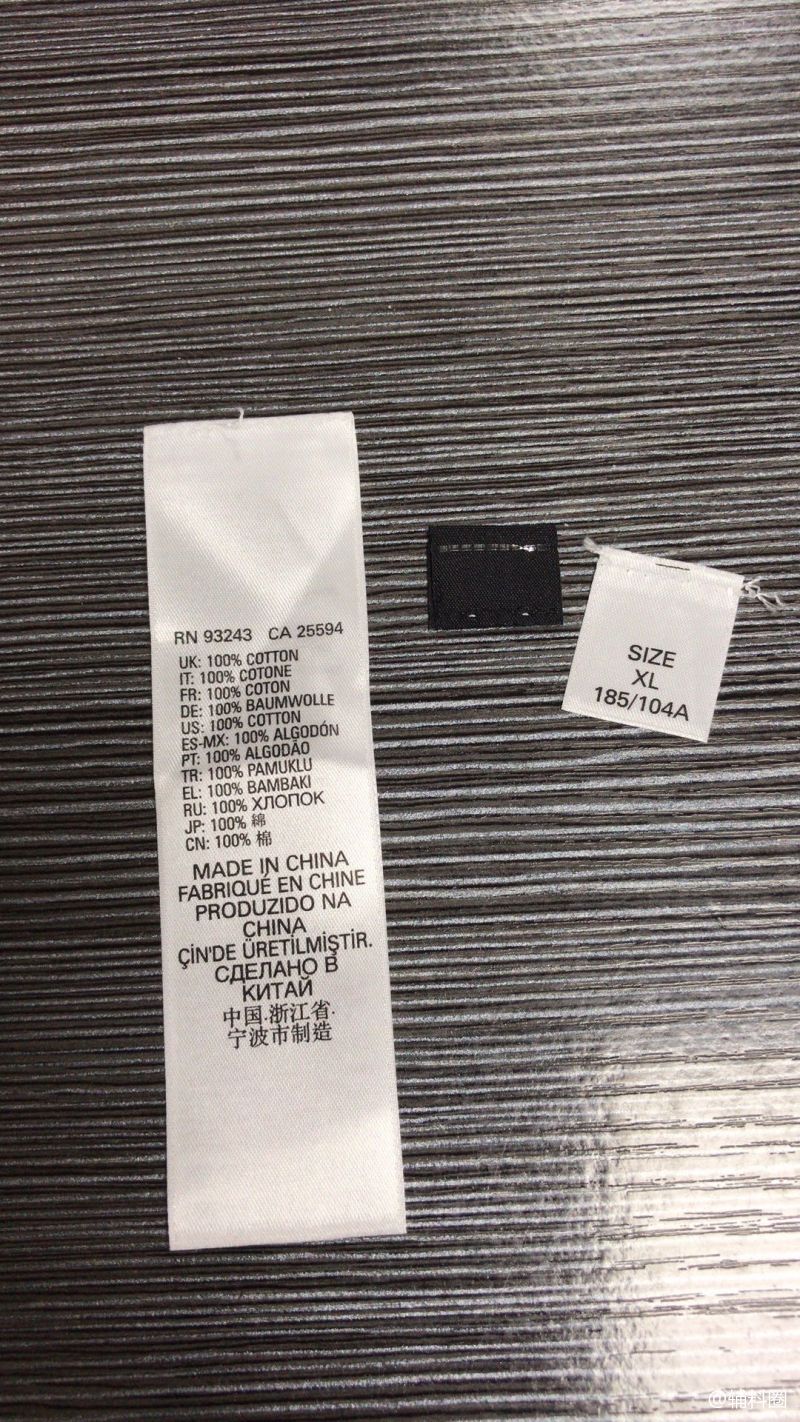 RN 93243 CA 25594
UK: 100% COTTON
IT: 100% COTONE
FR: 100% COTON
DE: 100% BAUMWOLLE
US: 100% COTTON
ES-MX: 100% ALGODÓN
PT: 100% ALGODÃO
TR: 100% PAMUKLU
EL: 100% BAMBAKI
RU: 100% ХЛОПОК
JP: 100% 綿
CN: 100% 棉
MADE IN CHINA
FABRIQUÉ EN CHINE
PRODUZIDO NA
CHINA
ÇİN'DE ÜRETİLMİŞTİR.
СДЕЛАНО В
КИТАЙ
中国·浙江省·
宁波市制造
SIZE
XL
185/104A
@辅料圈